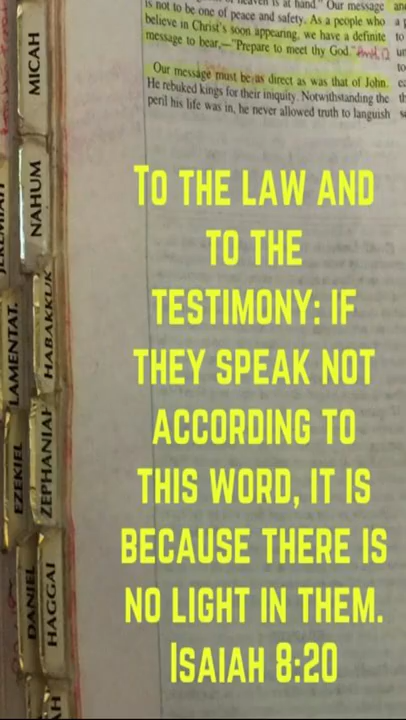 is not to be one of peace and safety. As a people who
believe in Christ's soon appearing, we have a definite
message to bear,—"Prepare to meet thy God."
Our message must be as direct as was that of John.
He rebuked kings for their iniquity. Notwithstanding the
peril his life was in, he never allowed truth to languish
TO THE LAW AND
TO THE
TESTIMONY: IF
THEY SPEAK NOT
ACCORDING TO
THIS WORD, IT IS
BECAUSE THERE IS
NO LIGHT IN THEM.
ISAIAH 8:20
MICAH
NAHUM
HABAKKUK
ZEPHANIAH
HAGGAI
JEREMIAH
LAMENTAT.
EZEKIEL
DANIEL